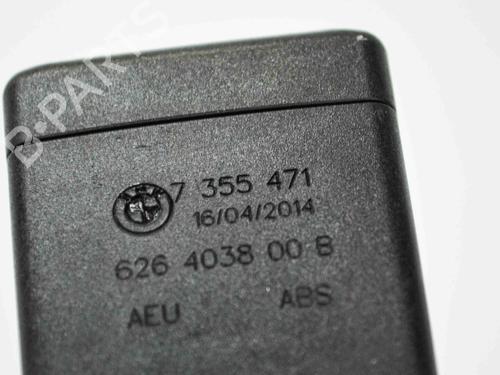 B-PARTS
7 355 471
16/04/2014
626 4038 00 B
AEU ABS